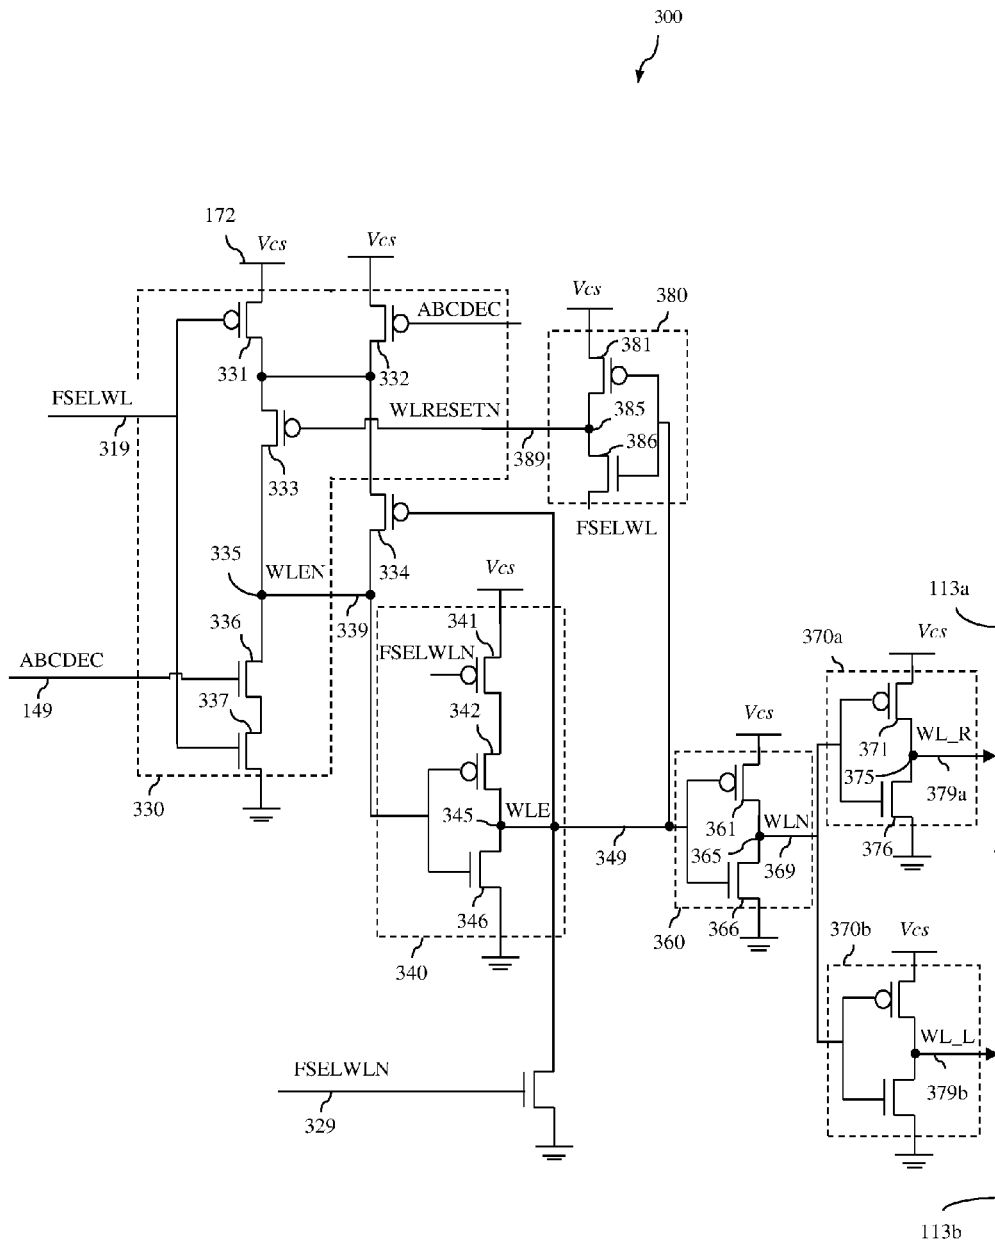 300
172
Vcs
Vcs
Vcs
380
ABCDEC
381
331
332
FSELWL
WLRESETN
385
386
319
389
333
FSELWL
335
WLEN
334
Vcs
336
339
341
113a
370a
Vcs
ABCDEC
FSELWLN
149
337
342
Vcs
371
WL_R
375
330
345
WLE
361
WLN
379a
349
365
369
376
346
366
360
370b
Vcs
340
WL_L
FSELWLN
379b
329
113b